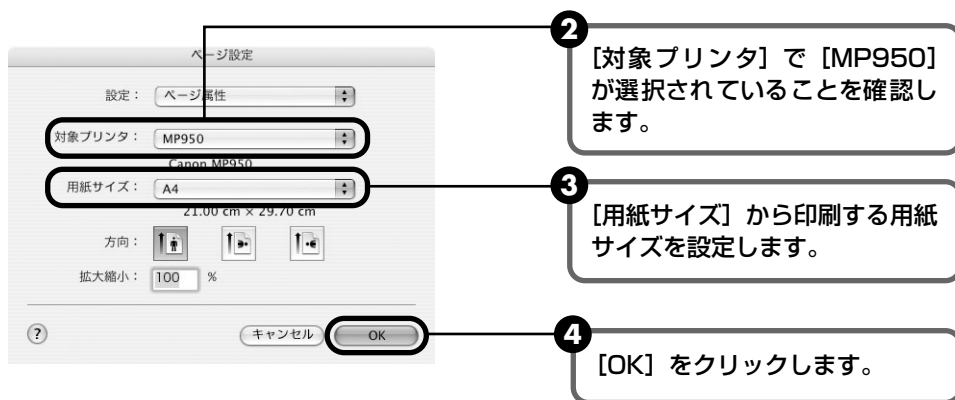 ページ設定
設定： ページ属性
対象プリンタ： MP950
Canon MP950
用紙サイズ： A4
21.00 cm × 29.70 cm
方向：
拡大縮小： 100 %
?
キャンセル OK
2
［対象プリンタ］で［MP950］
が選択されていることを確認し
ます。
3
［用紙サイズ］から印刷する用紙
サイズを設定します。
4
［OK］をクリックします。